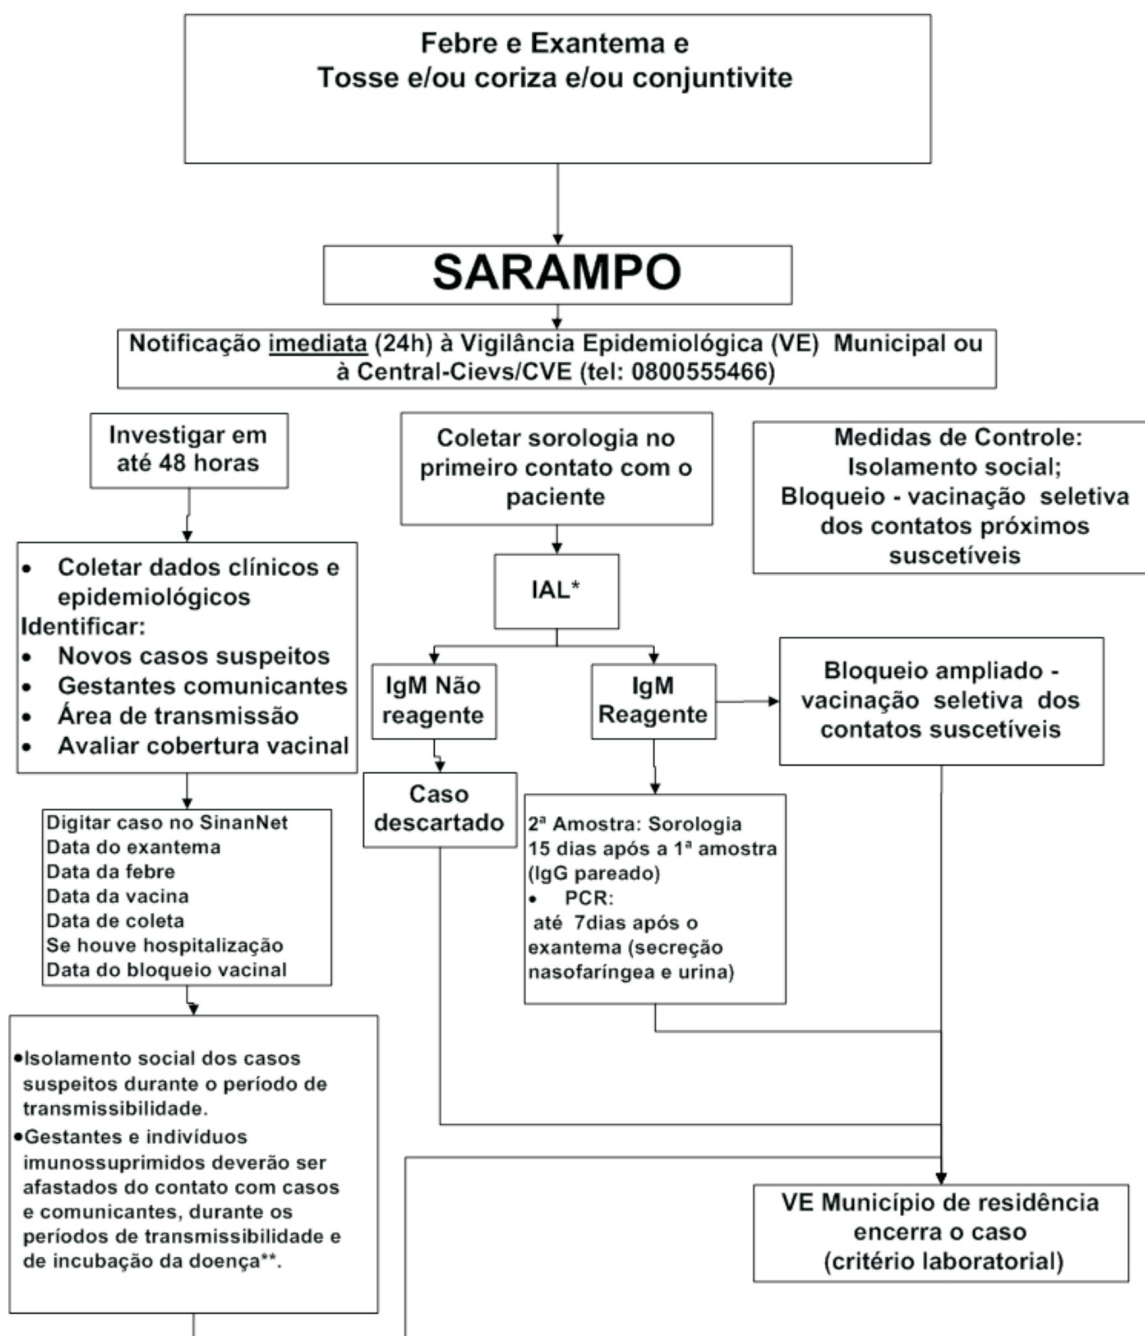 Febre e Exantema e
Tosse e/ou coriza e/ou conjuntivite
SARAMPO
Notificação imediata (24h) à Vigilância Epidemiológica (VE) Municipal ou
à Central-Cievs/CVE (tel: 0800555466)
Investigar em
até 48 horas
• Coletar dados clínicos e
epidemiológicos
Identificar:
• Novos casos suspeitos
• Gestantes comunicantes
• Área de transmissão
• Avaliar cobertura vacinal
Digitar caso no SinanNet
Data do exantema
Data da febre
Data da vacina
Data de coleta
Se houve hospitalização
Data do bloqueio vacinal
•Isolamento social dos casos
suspeitos durante o período de
transmissibilidade.
•Gestantes e indivíduos
imunossuprimidos deverão ser
afastados do contato com casos
e comunicantes, durante os
períodos de transmissibilidade e
de incubação da doença**.
Coletar sorologia no
primeiro contato com o
paciente
IAL*
IgM Não
reagente
Caso
descartado
IgM
Reagente
2ª Amostra: Sorologia
15 dias após a 1ª amostra
(IgG pareado)
• PCR:
até 7dias após o
exantema (secreção
nasofaríngea e urina)
Medidas de Controle:
Isolamento social;
Bloqueio - vacinação seletiva
dos contatos próximos
suscetíveis
Bloqueio ampliado -
vacinação seletiva dos
contatos suscetíveis
VE Município de residência
encerra o caso
(critério laboratorial)